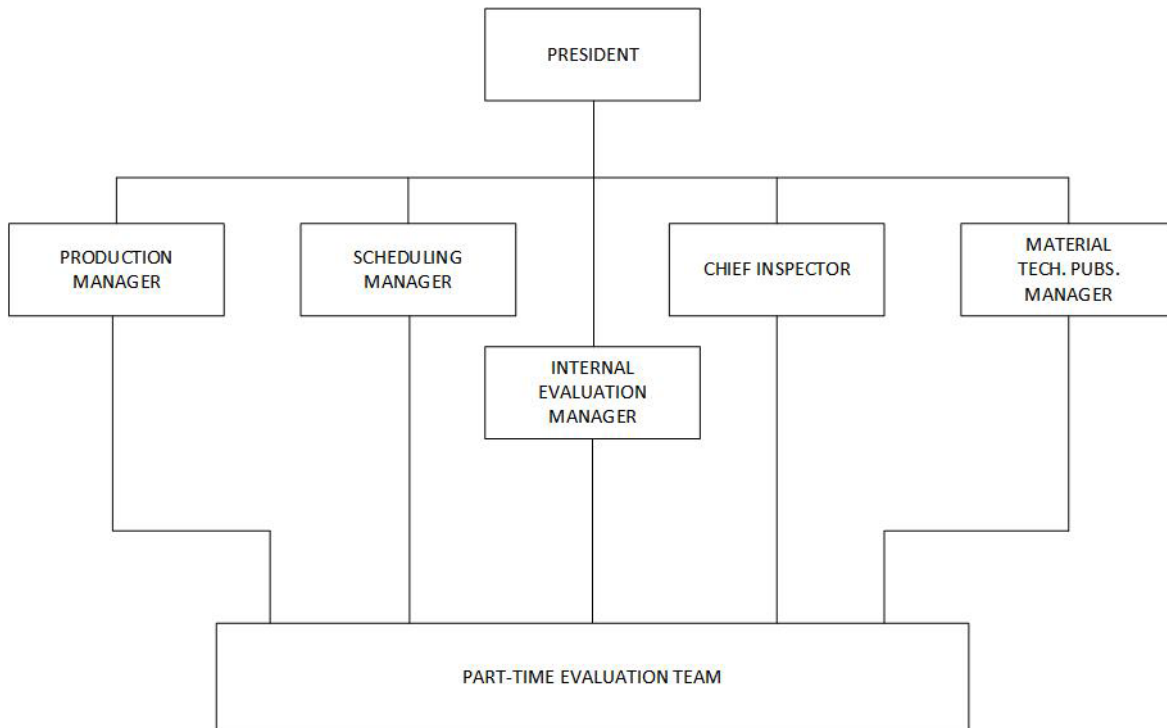 PRESIDENT
PRODUCTION
MANAGER
SCHEDULING
MANAGER
CHIEF INSPECTOR
MATERIAL
TECH. PUBS.
MANAGER
INTERNAL
EVALUATION
MANAGER
PART-TIME EVALUATION TEAM